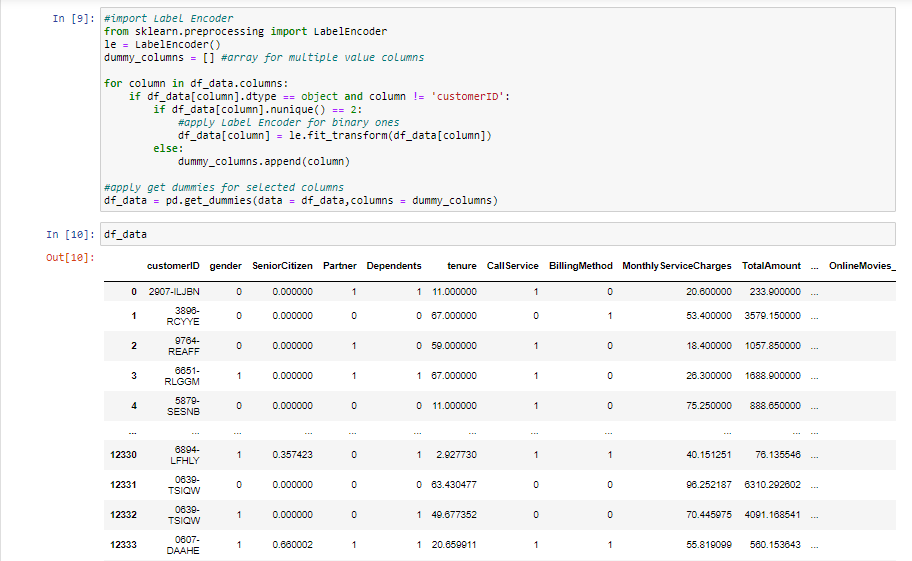 In [9]: #import Label Encoder
from sklearn.preprocessing import LabelEncoder
le = LabelEncoder()
dummy_columns = [] #array for multiple value columns
for column in df_data.columns:
if df_data[column].dtype == object and column != 'customerID':
if df_data[column].nunique() == 2:
#apply Label Encoder for binary ones
df_data[column] = le.fit_transform(df_data[column])
else:
dummy_columns.append(column)
#apply get dummies for selected columns
df_data = pd.get_dummies(data = df_data,columns = dummy_columns)
In [10]: df_data
Out[10]:
customerID gender SeniorCitizen Partner Dependents tenure CallService BillingMethod MonthlyServiceCharges TotalAmount ... OnlineMovies_
0 2907-ILJBN 0 0.000000 1 1 11.000000 1 0 20.600000 233.900000 ...
1 3896-RCYYE 0 0.000000 0 0 67.000000 0 1 53.400000 3579.150000 ...
2 9764-REAFF 0 0.000000 1 0 59.000000 1 0 18.400000 1057.850000 ...
3 6651-RLGGM 1 0.000000 1 1 67.000000 1 0 26.300000 1688.900000 ...
4 5879-SESNB 0 0.000000 0 0 11.000000 1 0 75.250000 888.650000 ...
... ... ... ... ... ... ... ... ... ... ... ...
12330 6894-LFHLY 1 0.357423 0 1 2.927730 1 1 40.151251 76.135546 ...
12331 0639-TSIQW 0 0.000000 0 0 63.430477 0 0 96.252187 6310.292602 ...
12332 0639-TSIQW 1 0.000000 0 1 49.677352 0 0 70.445975 4091.168541 ...
12333 0607-DAAHE 1 0.660002 1 1 20.659911 1 1 55.819099 560.153643 ...